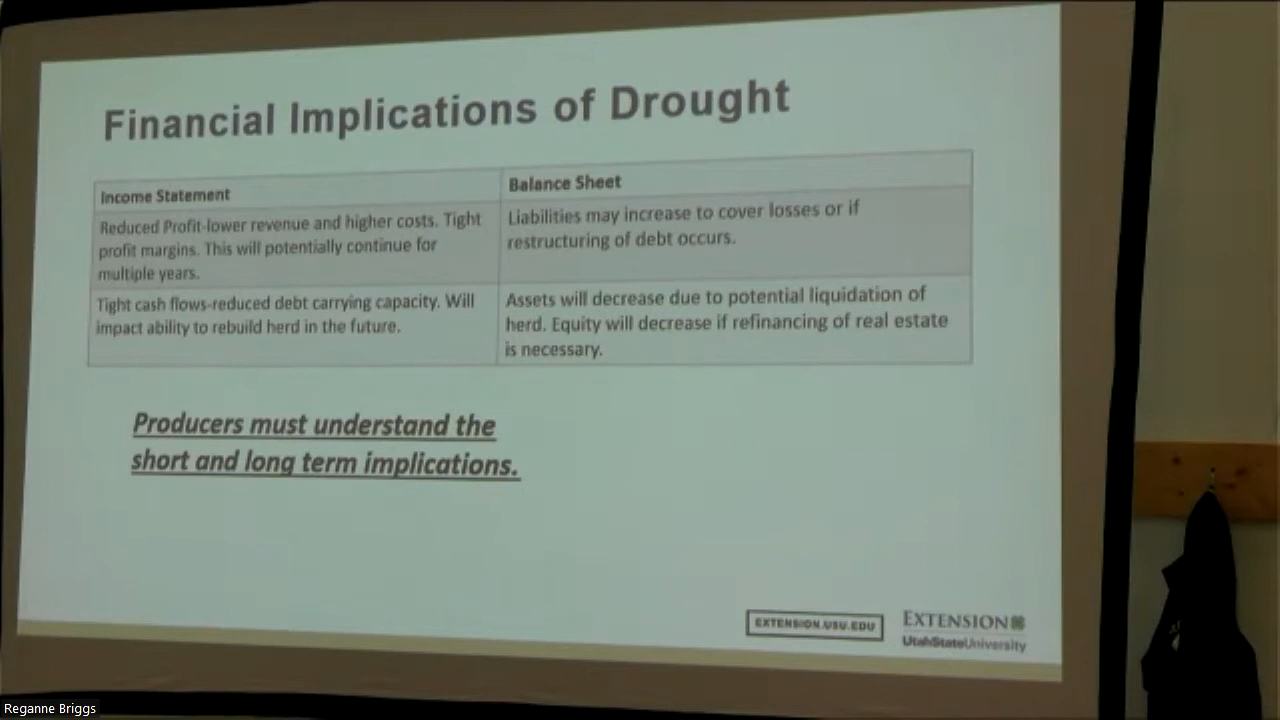 Financial Implications of Drought
Income Statement
Balance Sheet
Reduced Profit-lower revenue and higher costs. Tight
profit margins. This will potentially continue for
multiple years.
Liabilities may increase to cover losses or if
restructuring of debt occurs.
Tight cash flows-reduced debt carrying capacity. Will
impact ability to rebuild herd in the future.
Assets will decrease due to potential liquidation of
herd. Equity will decrease if refinancing of real estate
is necessary.
Producers must understand the
short and long term implications.
EXTENSION.USU.EDU
EXTENSION
UtahStateUniversity
Reganne Briggs